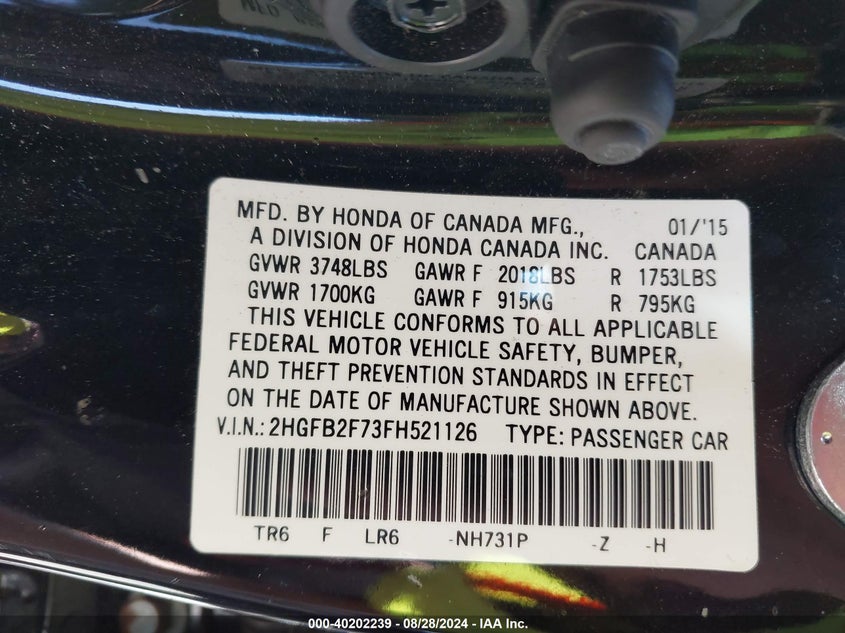 MFD. BY HONDA OF CANADA MFG., 01/'15
A DIVISION OF HONDA CANADA INC. CANADA
GVWR 3748LBS GAWR F 2018LBS R 1753LBS
GVWR 1700KG GAWR F 915KG R 795KG
THIS VEHICLE CONFORMS TO ALL APPLICABLE
FEDERAL MOTOR VEHICLE SAFETY, BUMPER,
AND THEFT PREVENTION STANDARDS IN EFFECT
ON THE DATE OF MANUFACTURE SHOWN ABOVE.
V.I.N.: 2HGFB2F73FH521126 TYPE: PASSENGER CAR
TR6 F LR6 -NH731P -Z -H
000-40202239 - 08/28/2024 - IAA Inc.